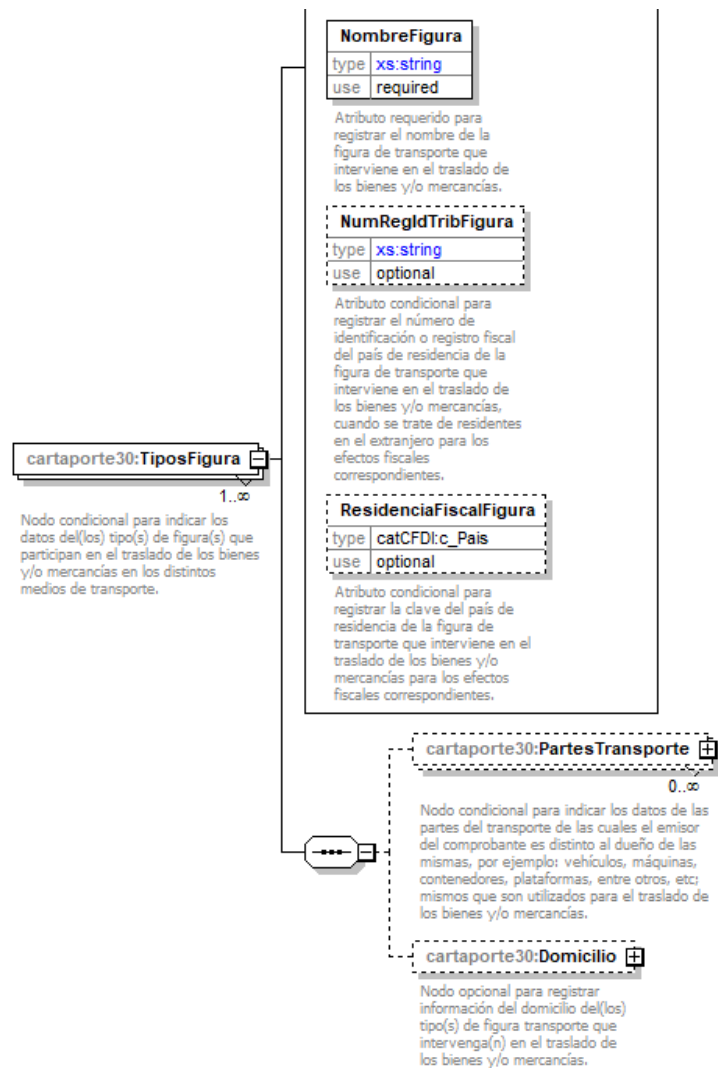 NombreFigura
type xs:string
use required
Atributo requerido para
registrar el nombre de la
figura de transporte que
interviene en el traslado de
los bienes y/o mercancías.
NumRegIdTribFigura
type xs:string
use optional
Atributo condicional para
registrar el número de
identificación o registro fiscal
del país de residencia de la
figura de transporte que
interviene en el traslado de
los bienes y/o mercancías,
cuando se trate de residentes
en el extranjero para los
efectos fiscales
correspondientes.
cartaporte30:TiposFigura
1..∞
Nodo condicional para indicar los
datos del(los) tipo(s) de figura(s) que
participan en el traslado de los bienes
y/o mercancías en los distintos
medios de transporte.
ResidenciaFiscalFigura
type catCFDI:c_Pais
use optional
Atributo condicional para
registrar la clave del país de
residencia de la figura de
transporte que interviene en el
traslado de los bienes y/o
mercancías para los efectos
fiscales correspondientes.
cartaporte30:PartesTransporte
0..∞
Nodo condicional para indicar los datos de las
partes del transporte de las cuales el emisor
del comprobante es distinto al dueño de las
mismas, por ejemplo: vehículos, máquinas,
contenedores, plataformas, entre otros, etc;
mismos que son utilizados para el traslado de
los bienes y/o mercancías.
cartaporte30:Domicilio
Nodo opcional para registrar
información del domicilio del(los)
tipo(s) de figura transporte que
intervenga(n) en el traslado de
los bienes y/o mercancías.